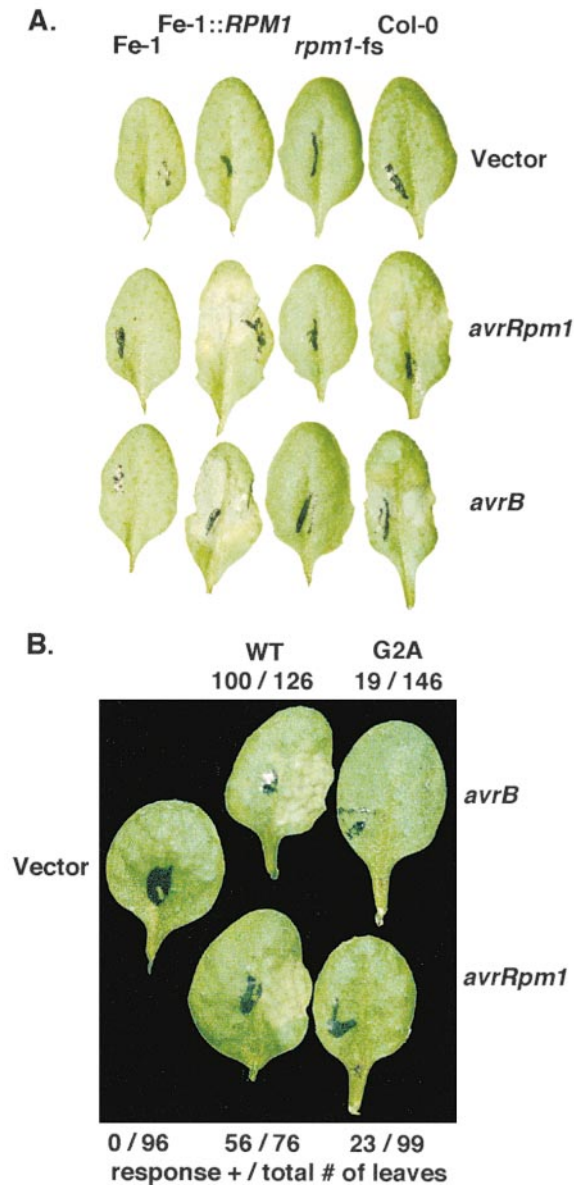 A.
Fe-1::RPM1 Col-0
Fe-1 rpm1-fs
Vector
avrRpm1
avrB
B.
WT G2A
100 / 126 19 / 146
avrB
Vector
avrRpm1
0 / 96 56 / 76 23 / 99
response + / total # of leaves